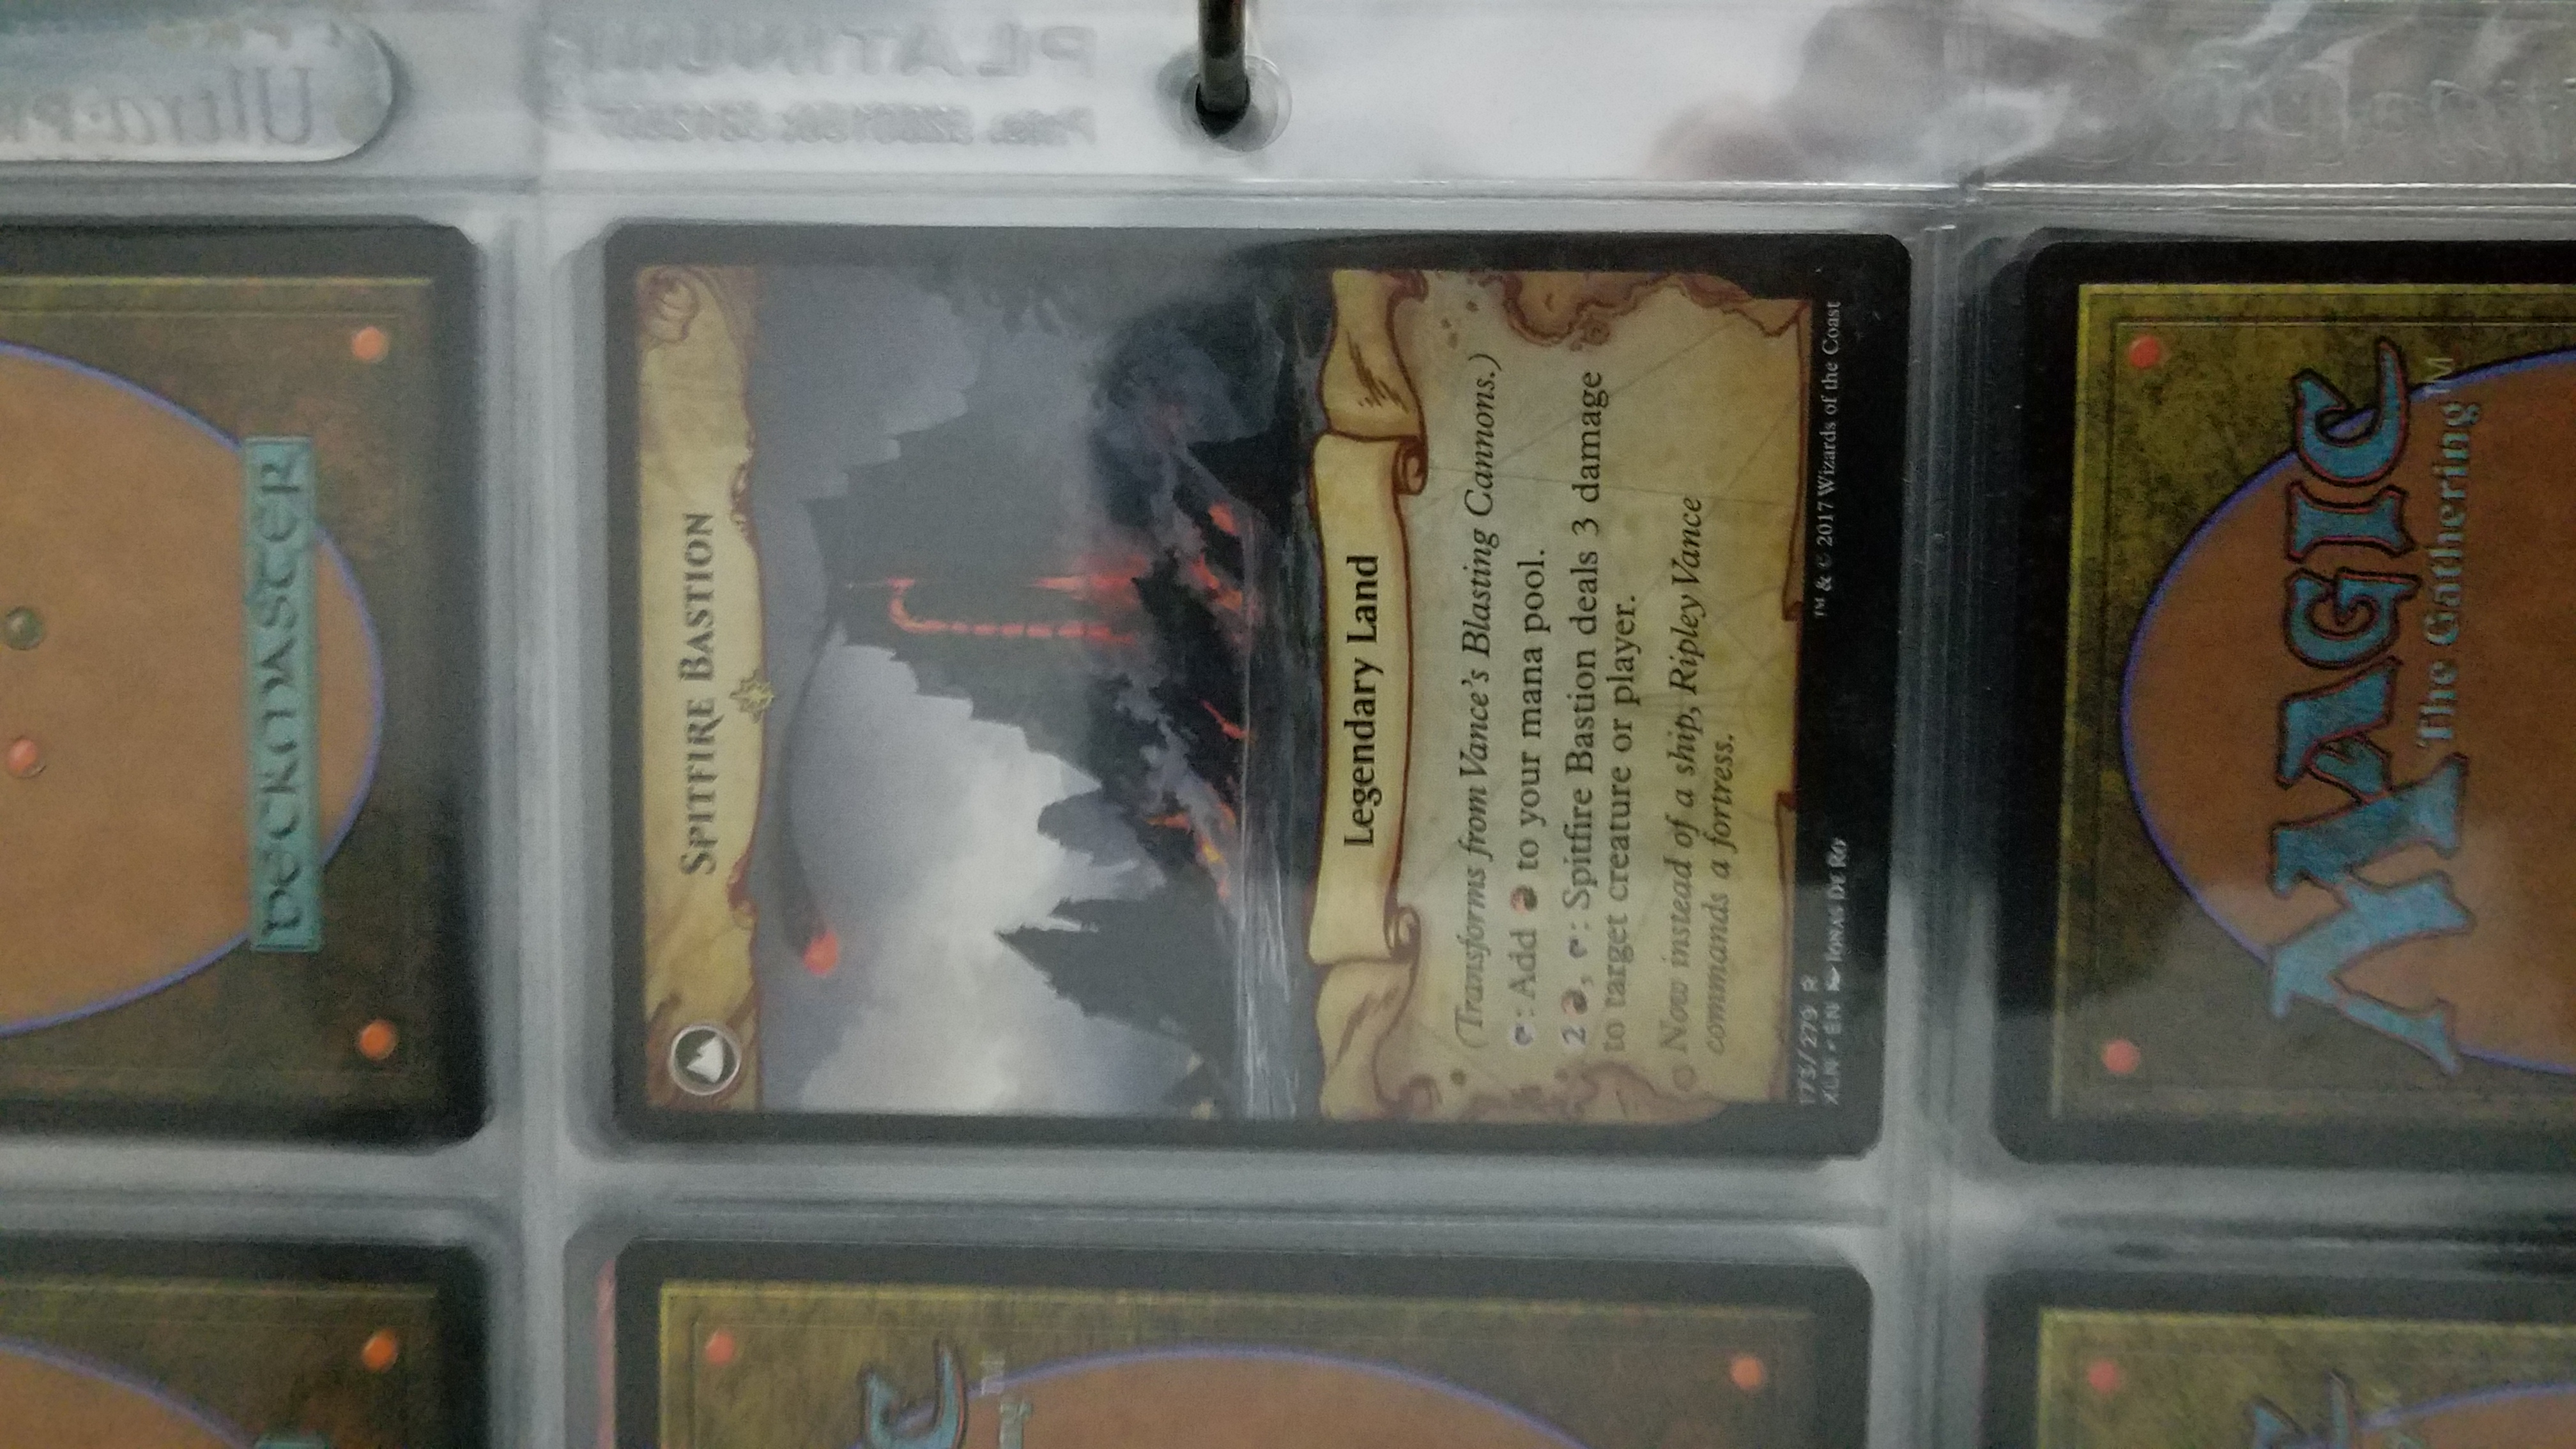 DECKMASTER
SPITFIRE BASTION
Legendary Land
(Transforms from Vance's Blasting Cannons.)
: Add to your mana pool.
2 , : Spitfire Bastion deals 3 damage
to target creature or player.
Now instead of a ship, Ripley Vance
commands a fortress.
173/279 R
XLN • EN JONAS DE RO
™ & © 2017 Wizards of the Coast
MAGIC
The Gathering™